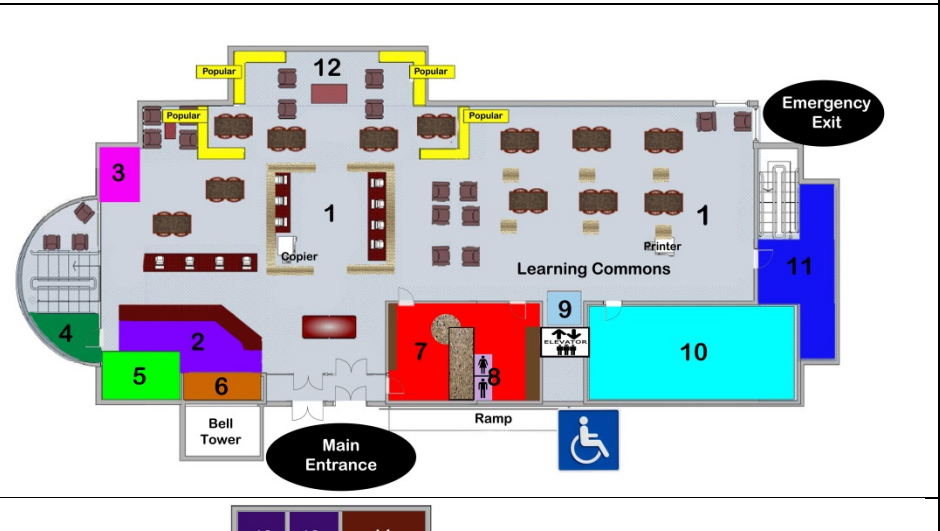 12
Popular
Popular
Popular
Popular
Emergency
Exit
3
1
1
Copier
Printer
Learning Commons
11
4
2
9
ELEVATOR
7
8
10
5
6
Bell
Tower
Main
Entrance
Ramp